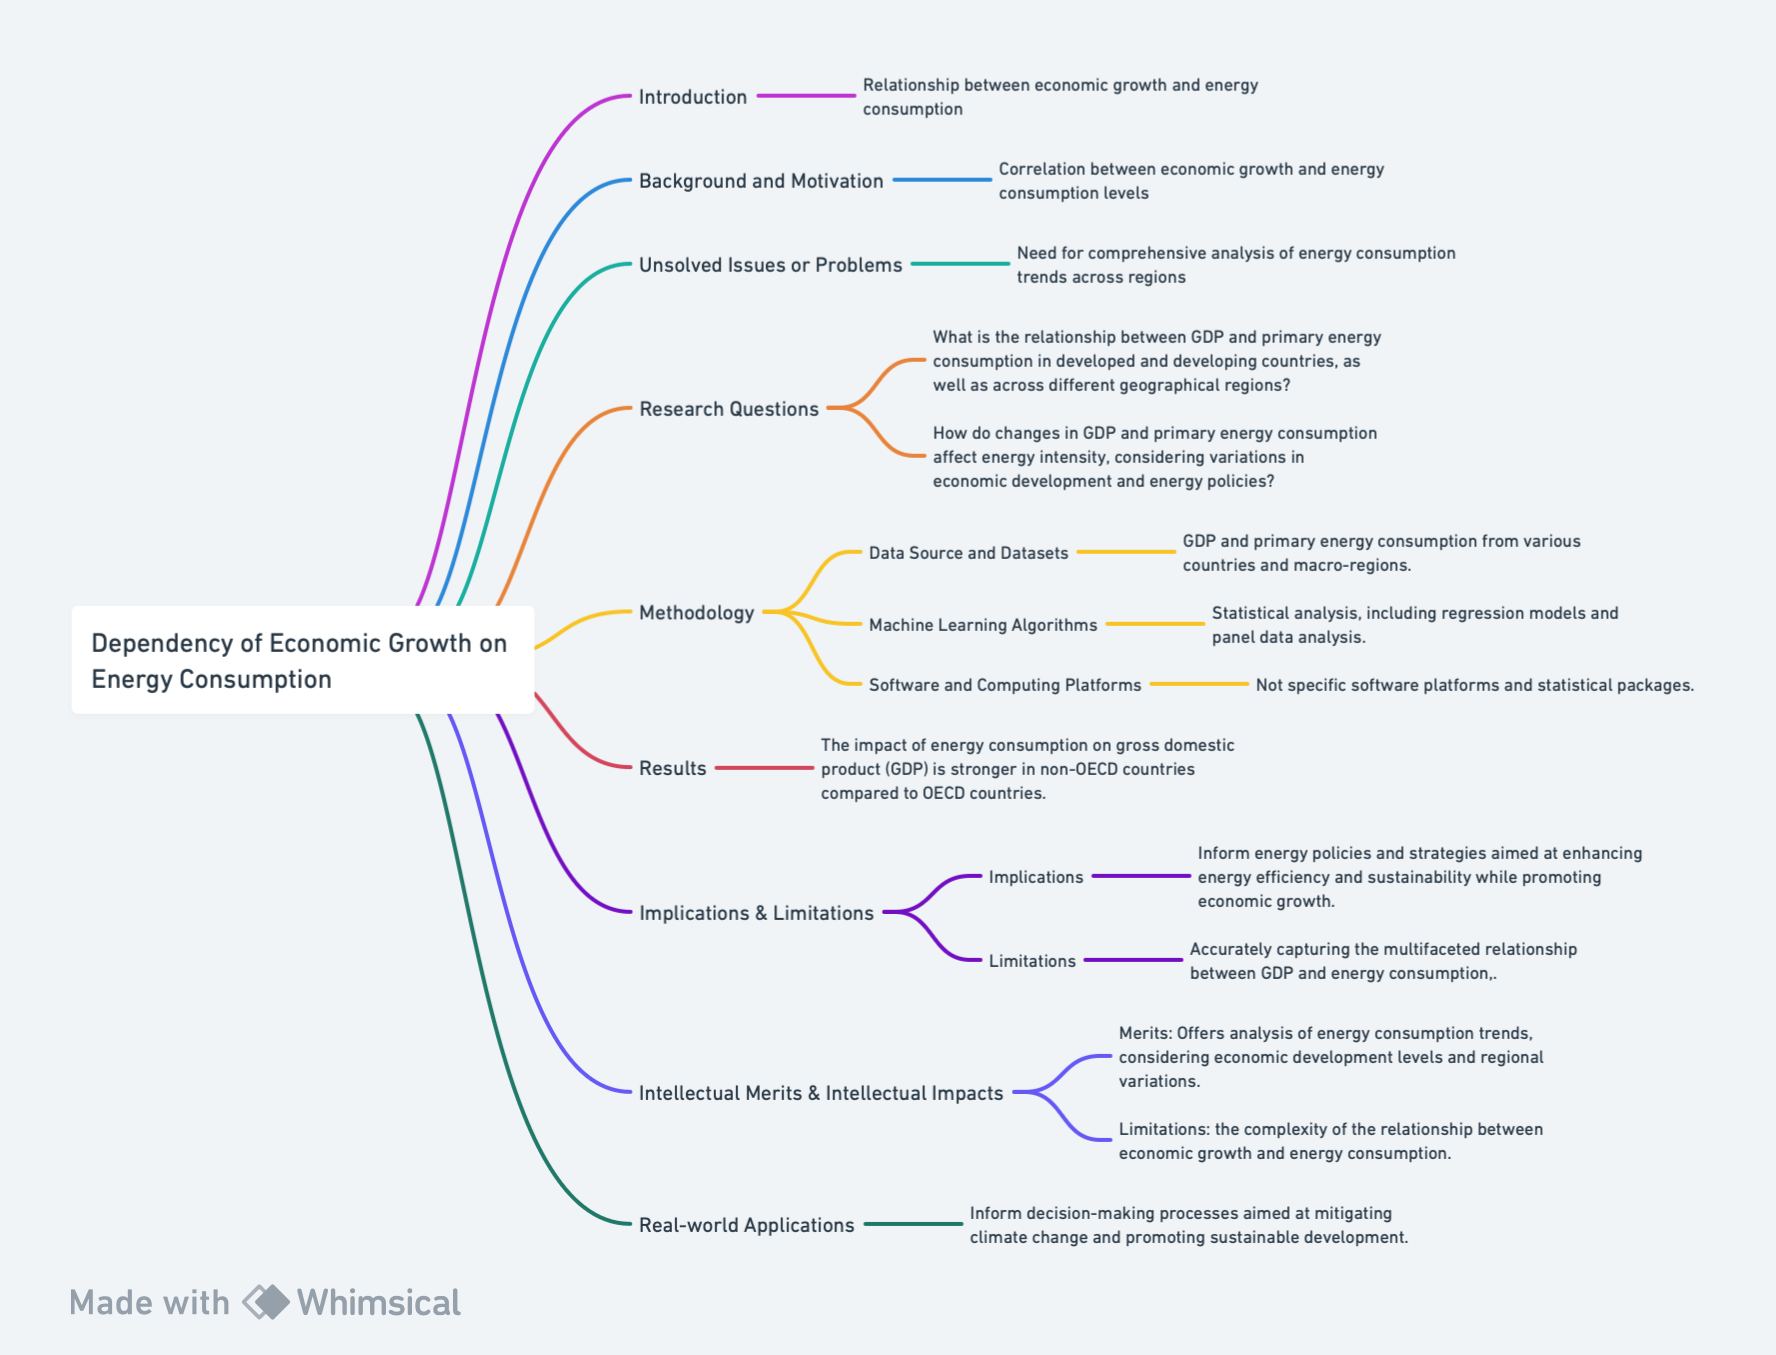 Introduction
Relationship between economic growth and energy
consumption
Background and Motivation
Correlation between economic growth and energy
consumption levels
Unsolved Issues or Problems
Need for comprehensive analysis of energy consumption
trends across regions
Research Questions
What is the relationship between GDP and primary energy
consumption in developed and developing countries, as
well as across different geographical regions?
How do changes in GDP and primary energy consumption
affect energy intensity, considering variations in
economic development and energy policies?
Dependency of Economic Growth on
Energy Consumption
Methodology
Data Source and Datasets
GDP and primary energy consumption from various
countries and macro-regions.
Machine Learning Algorithms
Statistical analysis, including regression models and
panel data analysis.
Software and Computing Platforms
Not specific software platforms and statistical packages.
Results
The impact of energy consumption on gross domestic
product (GDP) is stronger in non-OECD countries
compared to OECD countries.
Implications & Limitations
Implications
Inform energy policies and strategies aimed at enhancing
energy efficiency and sustainability while promoting
economic growth.
Limitations
Accurately capturing the multifaceted relationship
between GDP and energy consumption,.
Intellectual Merits & Intellectual Impacts
Merits: Offers analysis of energy consumption trends,
considering economic development levels and regional
variations.
Limitations: the complexity of the relationship between
economic growth and energy consumption.
Real-world Applications
Inform decision-making processes aimed at mitigating
climate change and promoting sustainable development.
Made with Whimsical